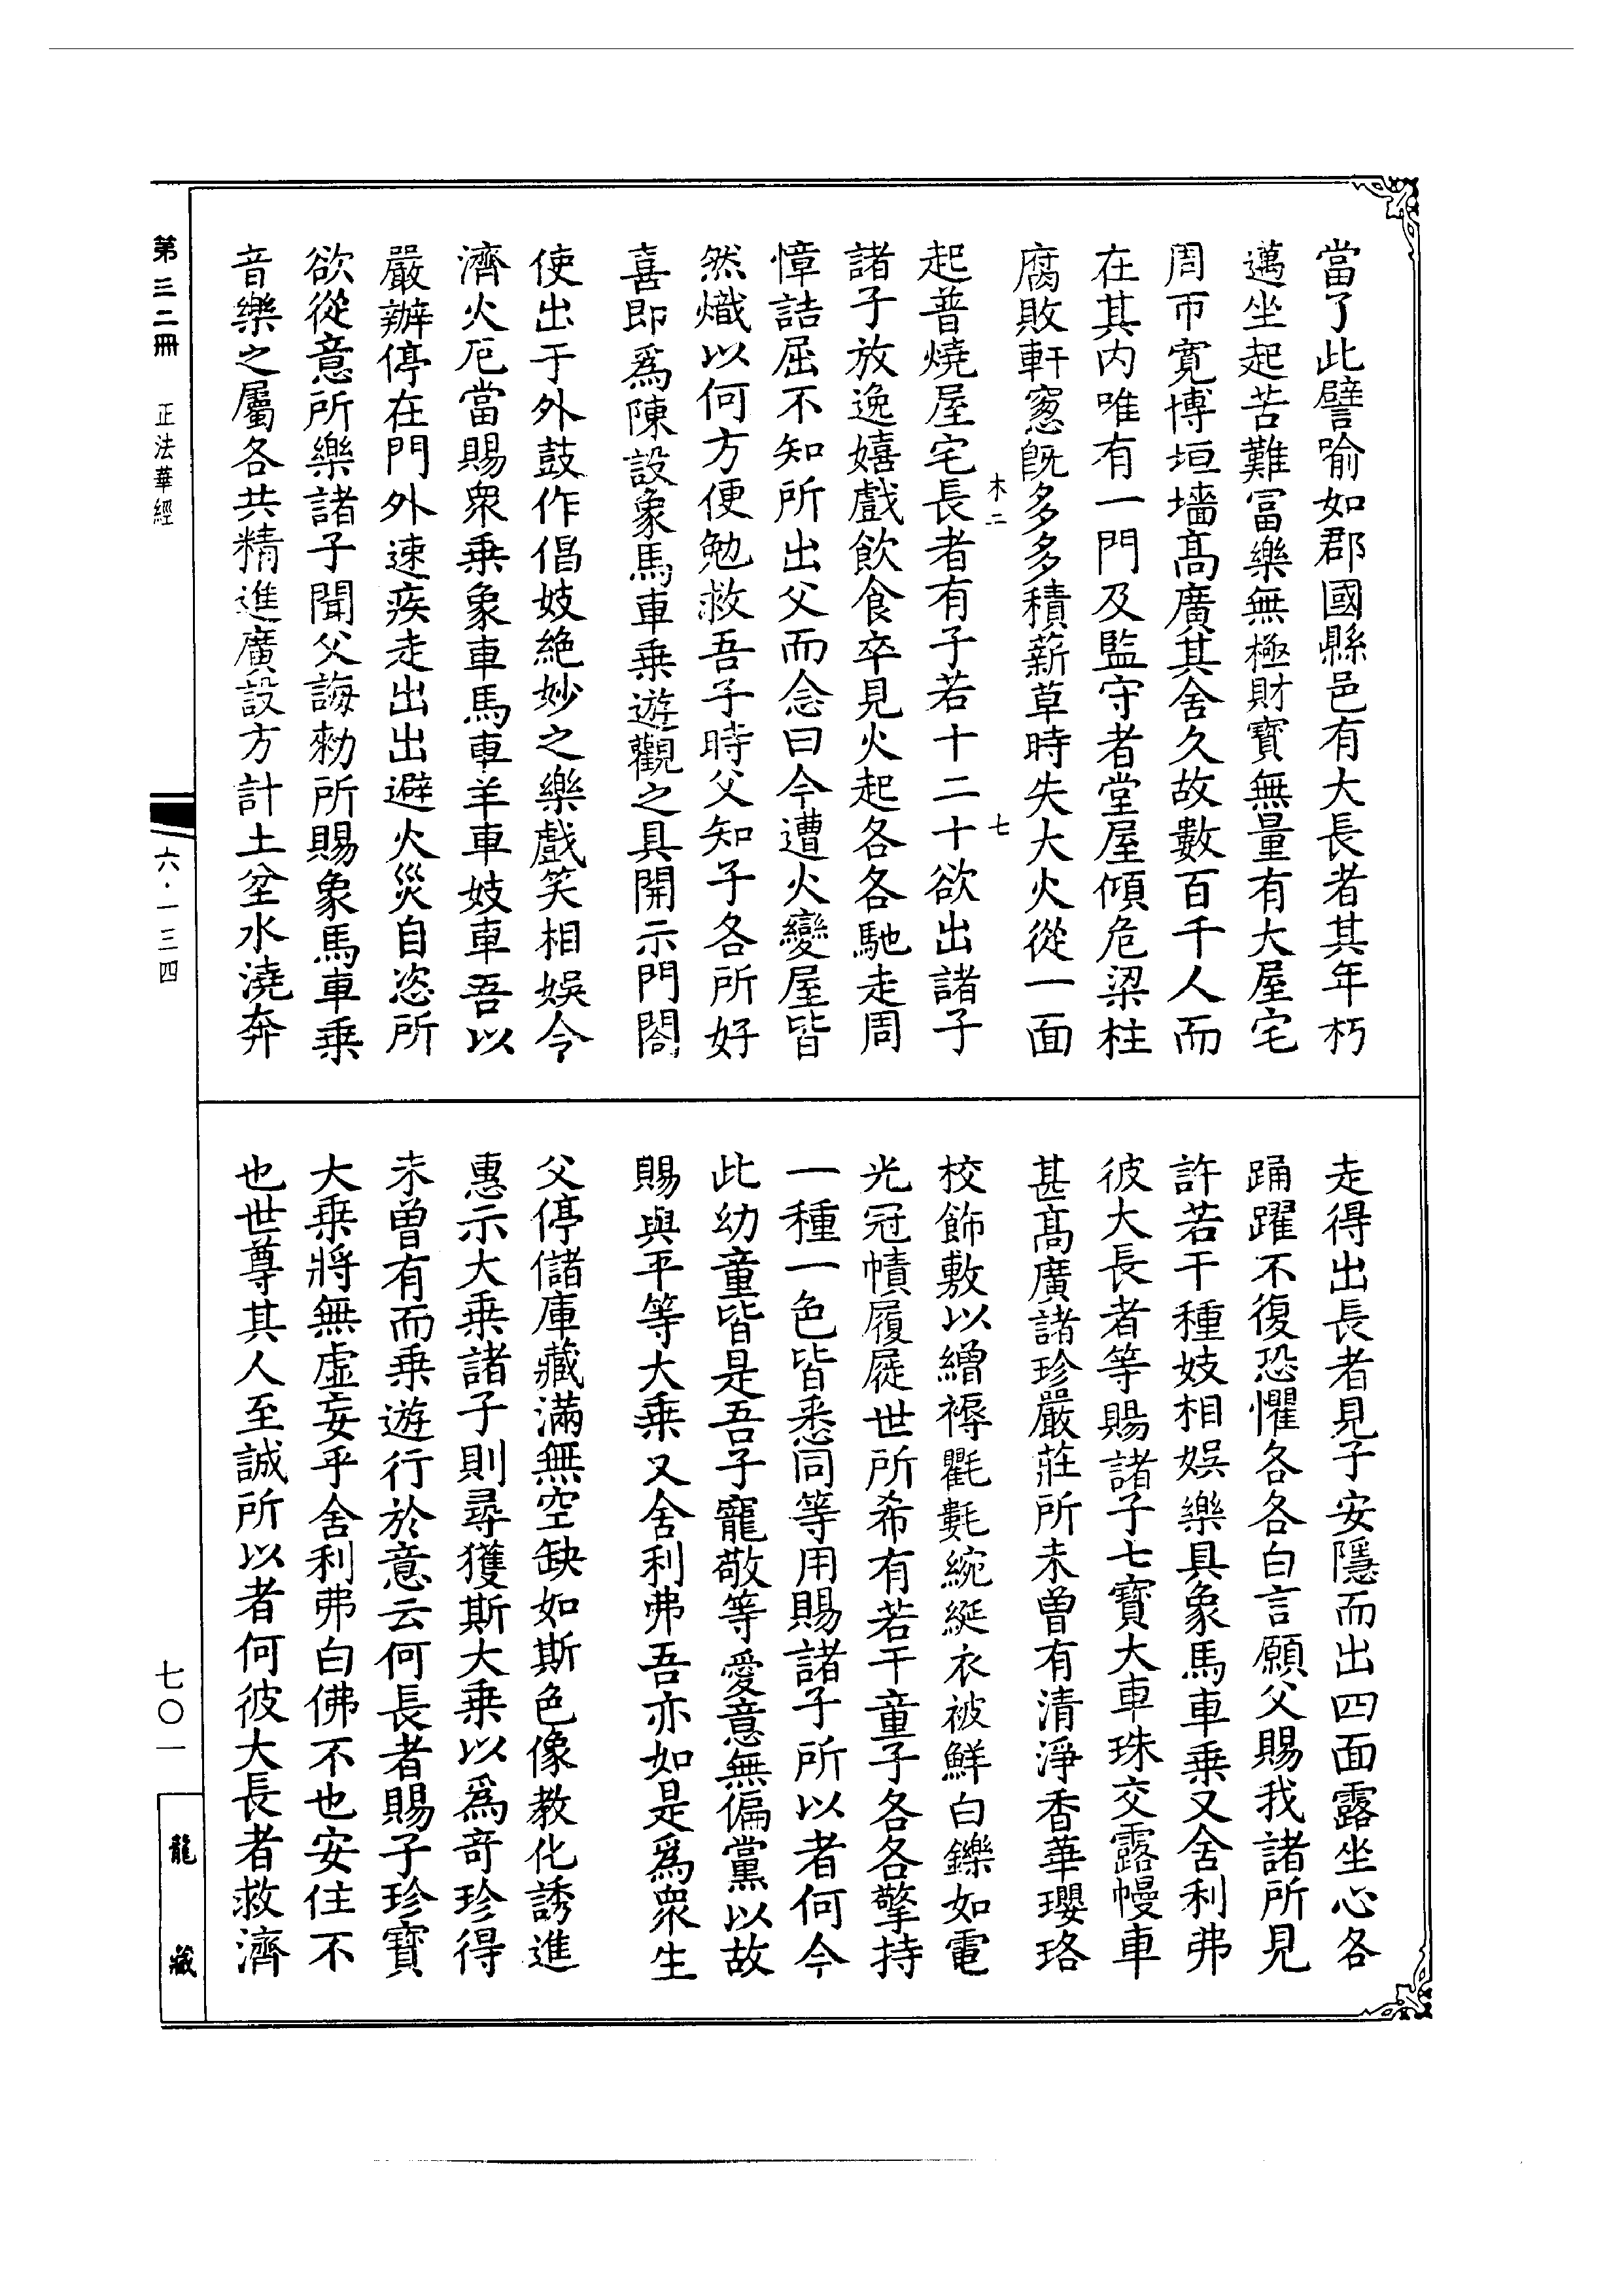 當了此譬喻如郡國縣邑有大長者其年朽
邁坐起苦難冨樂無極財寶無量有大屋宅
周帀寬博垣墻髙廣其舍久故數百千人而
在其内唯有一門及監守者堂屋傾危梁柱
腐敗軒窻旣多多積薪草時失大火從一面
木二
七
起普燒屋宅長者有子若十二十欲出諸子
諸子放逸嬉戲飲食卒見火起各各馳走周
慞詰屈不知所出父而念曰今遭火變屋皆
然熾以何方便勉救吾子時父知子各所好
喜即爲陳設象馬車乗遊觀之具開示門閤
使出于外鼓作倡妓絶妙之樂戲笑相娛令
濟火厄當賜衆乗象車馬車羊車妓車吾以
嚴辦停在門外速疾走出出避火災自恣所
欲從意所樂諸子聞父誨勑所賜象馬車乗
音樂之屬各共精進廣設方計土坌水澆奔
走得出長者見子安隱而出四面露坐心各
踊躍不復恐懼各各白言願父賜我諸所見
許若干種妓相娛樂具象馬車乗又舍利弗
彼大長者等賜諸子七寶大車珠交露幔車
甚髙廣諸珍嚴莊所未曾有清淨香華瓔珞
校飾敷以繒褥氍㲣綩綖衣被鮮白鑠如電
光冠幘履屣世所希有若干童子各各擎持
一種一色皆悉同等用賜諸子所以者何今
此幼童皆是吾子寵敬等愛意無偏黨以故
賜與平等大乗又舍利弗吾亦如是爲衆生
父停儲庫藏滿無空缺如斯色像教化誘進
惠示大乗諸子則尋獲斯大乗以爲奇珍得
未曾有而乗遊行於意云何長者賜子珍寶
大乗將無虚妄乎舍利弗白佛不也安住不
也世尊其人至誠所以者何彼大長者救濟
第三二冊
正法華經
六·一三四
七〇一
龍藏